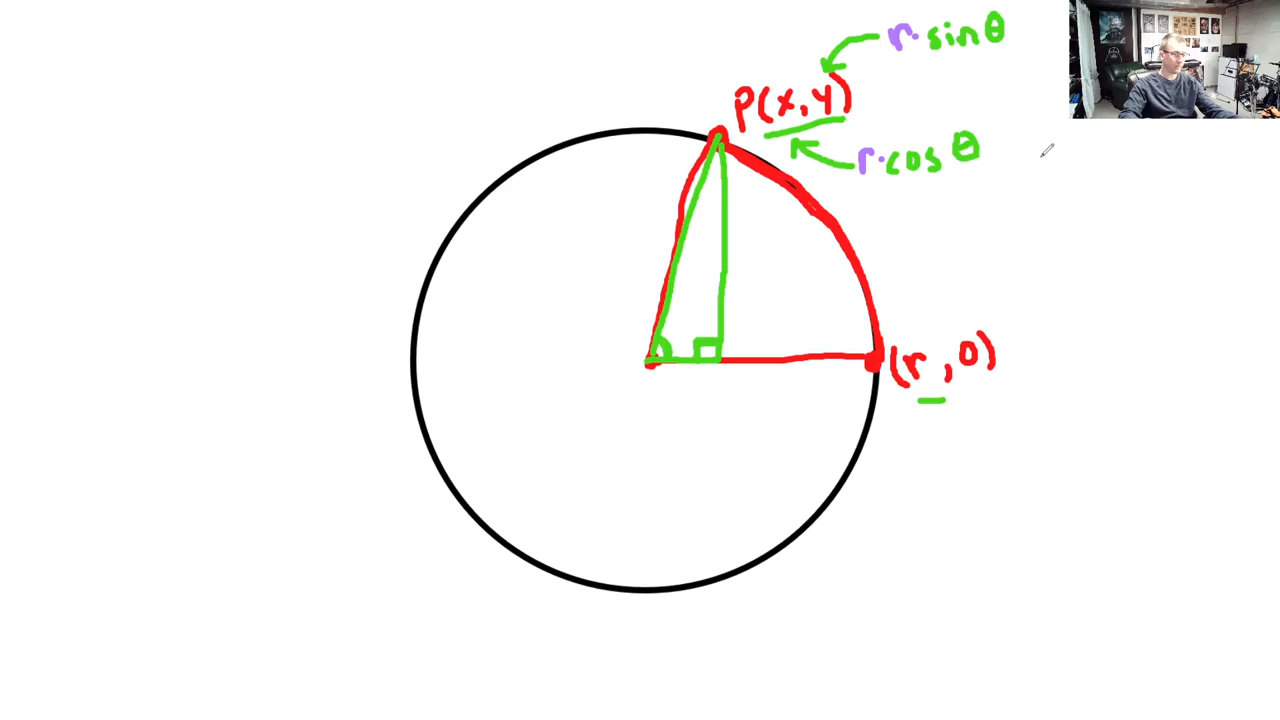 r·sinθ
P(x,y)
r·cosθ
(r,0)